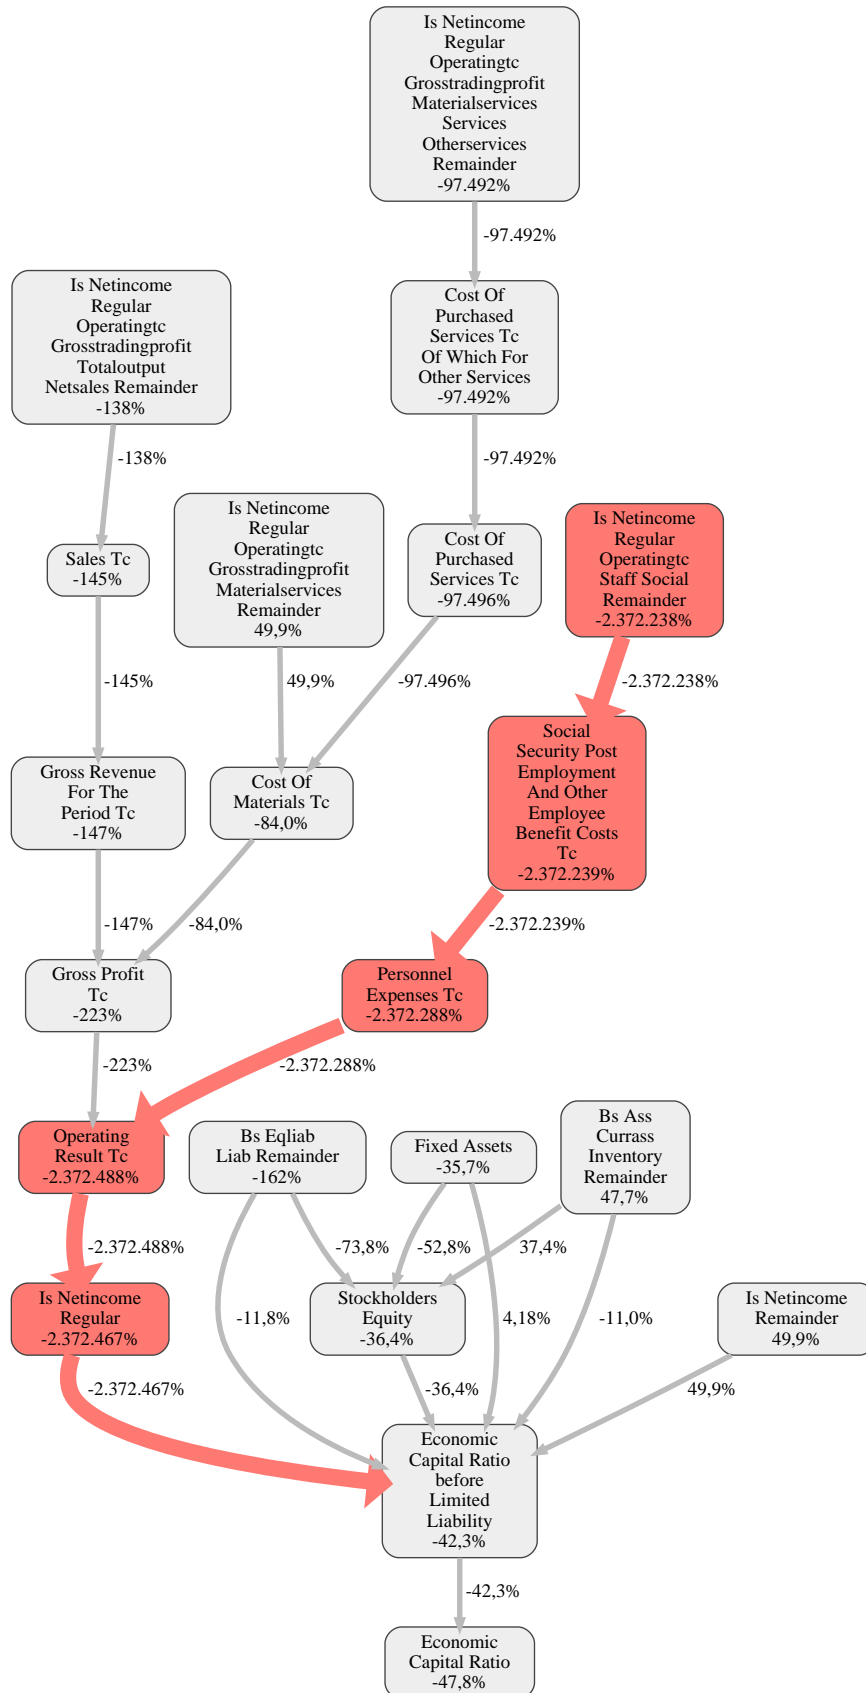 Is Netincome
Regular
Operatingtc
Grosstradingprofit
Materialservices
Services
Otherservices
Remainder
-97.492%
-97.492%
Is Netincome
Regular
Operatingtc
Grosstradingprofit
Totaloutput
Netsales Remainder
-138%
Cost Of
Purchased
Services Tc
Of Which For
Other Services
-97.492%
-138%
-97.492%
Is Netincome
Regular
Operatingtc
Grosstradingprofit
Materialservices
Remainder
49,9%
Is Netincome
Regular
Operatingtc
Staff Social
Remainder
-2.372.238%
Sales Tc
-145%
Cost Of
Purchased
Services Tc
-97.496%
-145%
49,9%
-97.496%
-2.372.238%
Social
Security Post
Employment
And Other
Employee
Benefit Costs
Tc
-2.372.239%
Gross Revenue
For The
Period Tc
-147%
Cost Of
Materials Tc
-84,0%
-147%
-84,0%
-2.372.239%
Gross Profit
Tc
-223%
Personnel
Expenses Tc
-2.372.288%
-223%
-2.372.288%
Operating
Result Tc
-2.372.488%
Bs Eqliab
Liab Remainder
-162%
Fixed Assets
-35,7%
Bs Ass
Currass
Inventory
Remainder
47,7%
-2.372.488%
-73,8%
-52,8%
37,4%
Is Netincome
Regular
-2.372.467%
-11,8%
Stockholders
Equity
-36,4%
4,18%
-11,0%
Is Netincome
Remainder
49,9%
-2.372.467%
-36,4%
49,9%
Economic
Capital Ratio
before
Limited
Liability
-42,3%
-42,3%
Economic
Capital Ratio
-47,8%